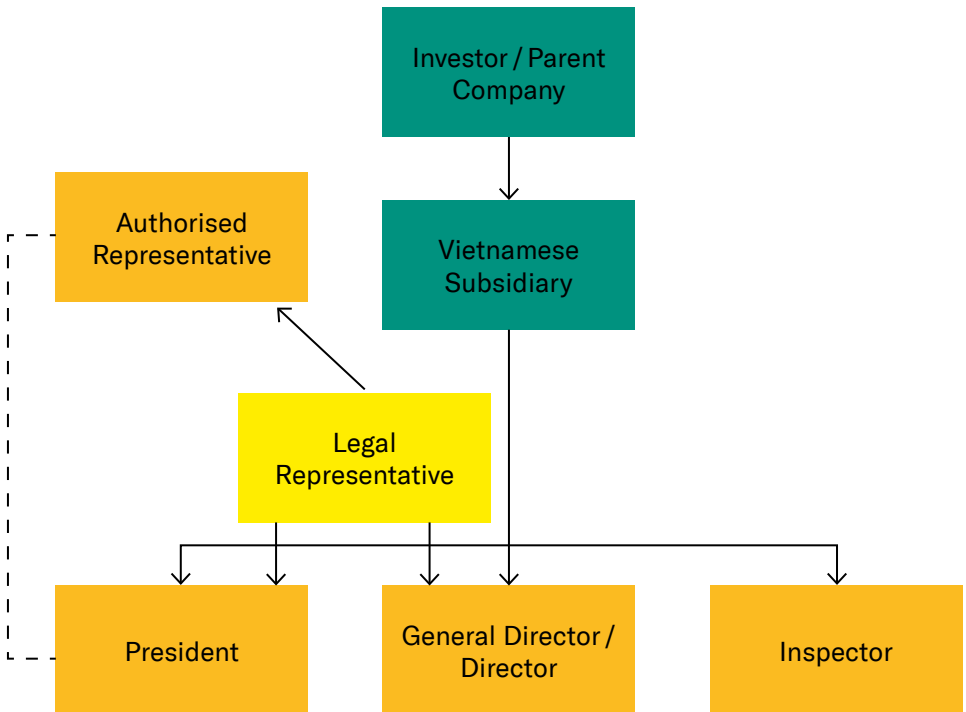 Investor / Parent
Company
Authorised
Representative
Vietnamese
Subsidiary
Legal
Representative
President
General Director /
Director
Inspector